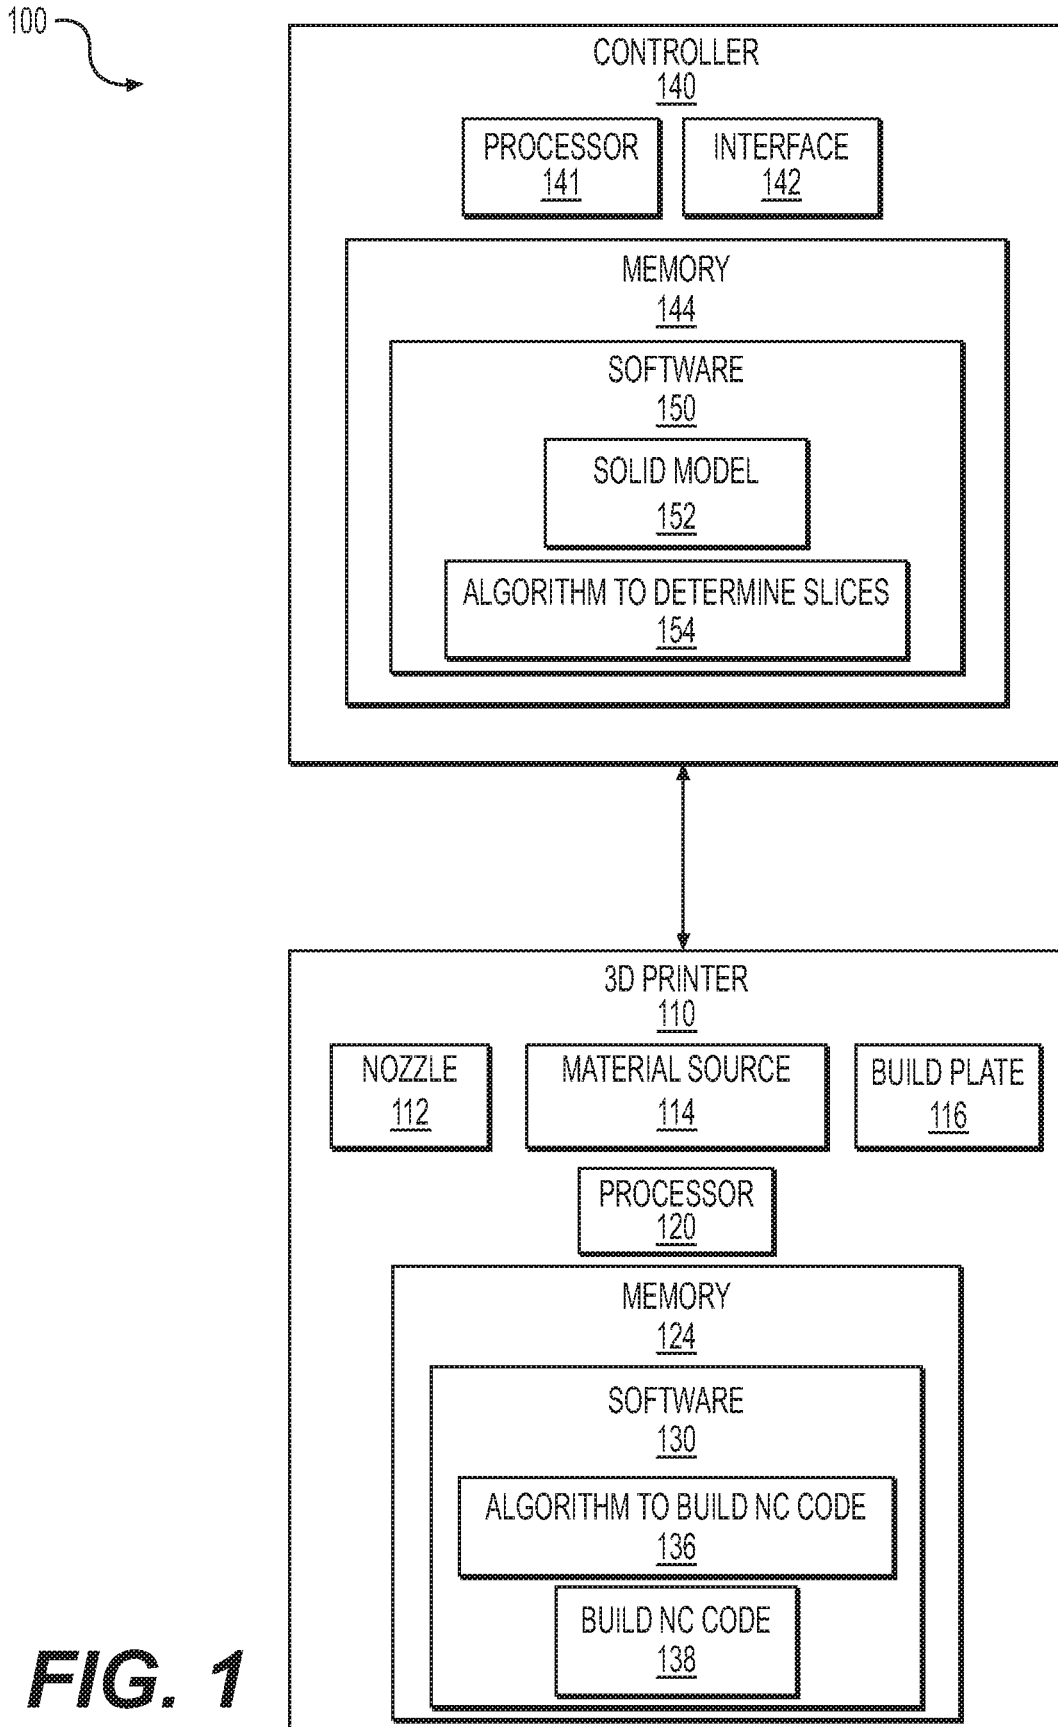 100
CONTROLLER
140
PROCESSOR
141
INTERFACE
142
MEMORY
144
SOFTWARE
150
SOLID MODEL
152
ALGORITHM TO DETERMINE SLICES
154
3D PRINTER
110
NOZZLE
112
MATERIAL SOURCE
114
BUILD PLATE
116
PROCESSOR
120
MEMORY
124
SOFTWARE
130
ALGORITHM TO BUILD NC CODE
136
BUILD NC CODE
138
FIG. 1